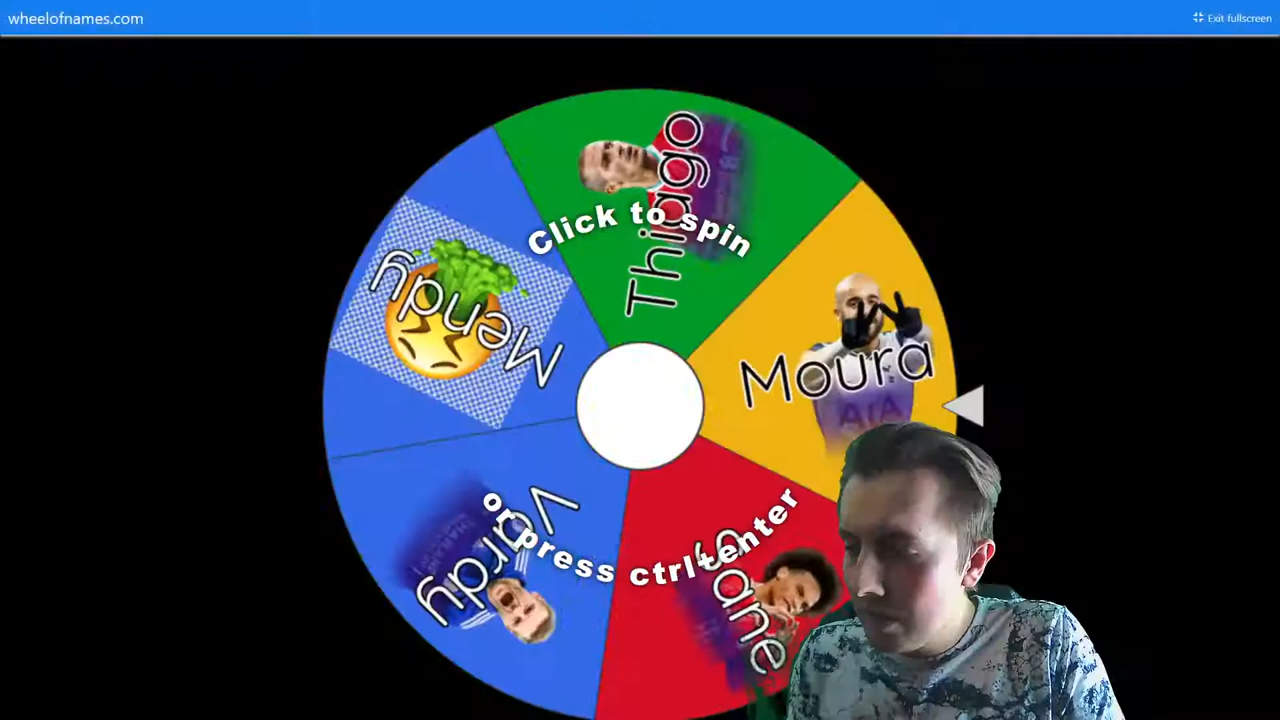 wheelofnames.com
Exit fullscreen
Thiago
Click to spin
Mendy
Moura
Vardy
or press ctrl+enter
Sane